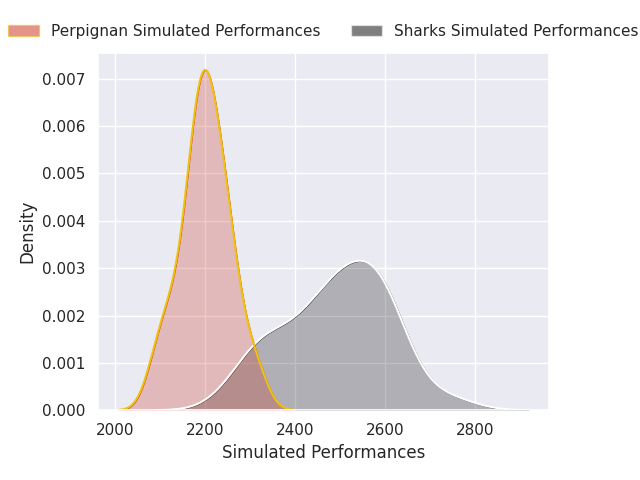 Perpignan Simulated Performances Sharks Simulated Performances
0.007
0.006
0.005
0.004
0.003
0.002
0.001
0.000
Density
2000 2200 2400 2600 2800
Simulated Performances